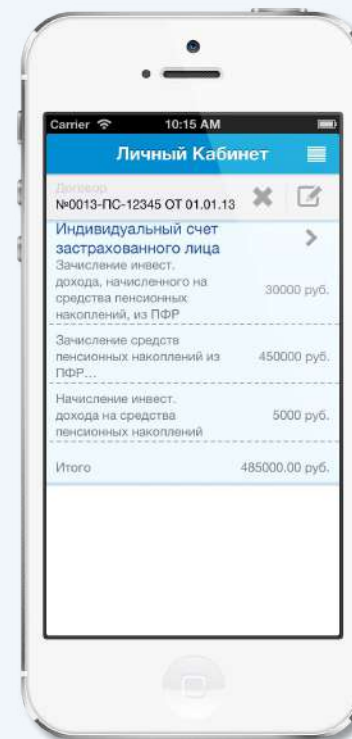 Carrier 10:15 AM
Личный Кабинет
Договор
№0013-ПС-12345 ОТ 01.01.13
Индивидуальный счет
застрахованного лица
Зачисление инвест.
дохода, начисленного на
средства пенсионных
накоплений, из ПФР
30000 руб.
Зачисление средств
пенсионных накоплений из
ПФР...
450000 руб.
Начисление инвест.
дохода на средства
пенсионных накоплений
5000 руб.
Итого 485000.00 руб.